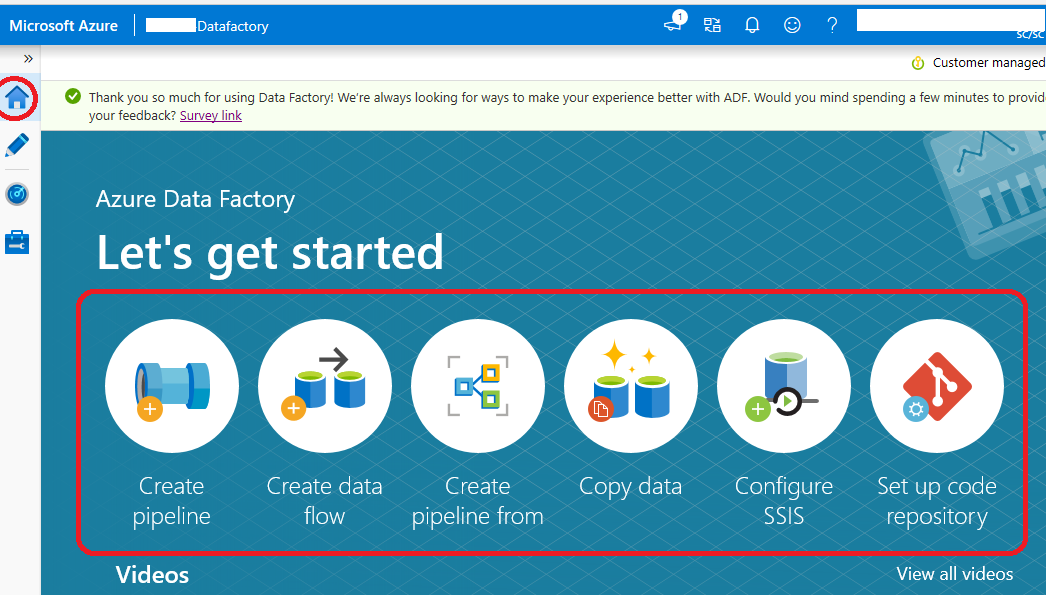 Microsoft Azure
Datafactory
1
?
»
Customer managed
Thank you so much for using Data Factory! We're always looking for ways to make your experience better with ADF. Would you mind spending a few minutes to provide
your feedback? Survey link
Azure Data Factory
Let's get started
Create pipeline
Create data flow
Create pipeline from
Copy data
Configure SSIS
Set up code repository
Videos
View all videos